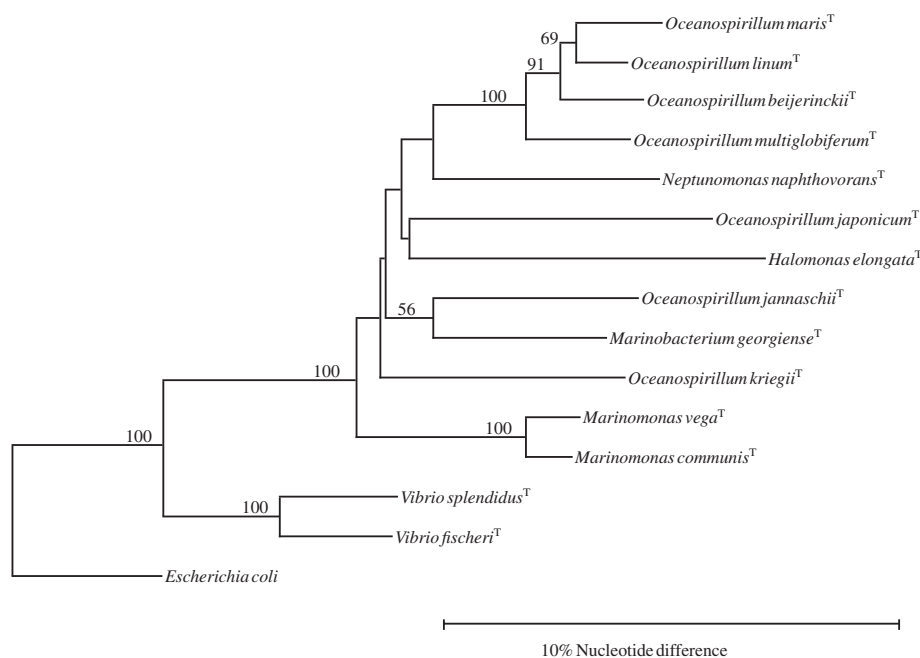 Oceanospirillum maris^T
69
Oceanospirillum linum^T
91
100
Oceanospirillum beijerinckii^T
Oceanospirillum multiglobiferum^T
Neptunomonas naphthovorans^T
Oceanospirillum japonicum^T
Halomonas elongata^T
Oceanospirillum jannaschii^T
56
Marinobacterium georgiense^T
100
Oceanospirillum kriegii^T
Marinomonas vega^T
100
100
Marinomonas communis^T
Vibrio splendidus^T
100
Vibrio fischeri^T
Escherichia coli
10% Nucleotide difference